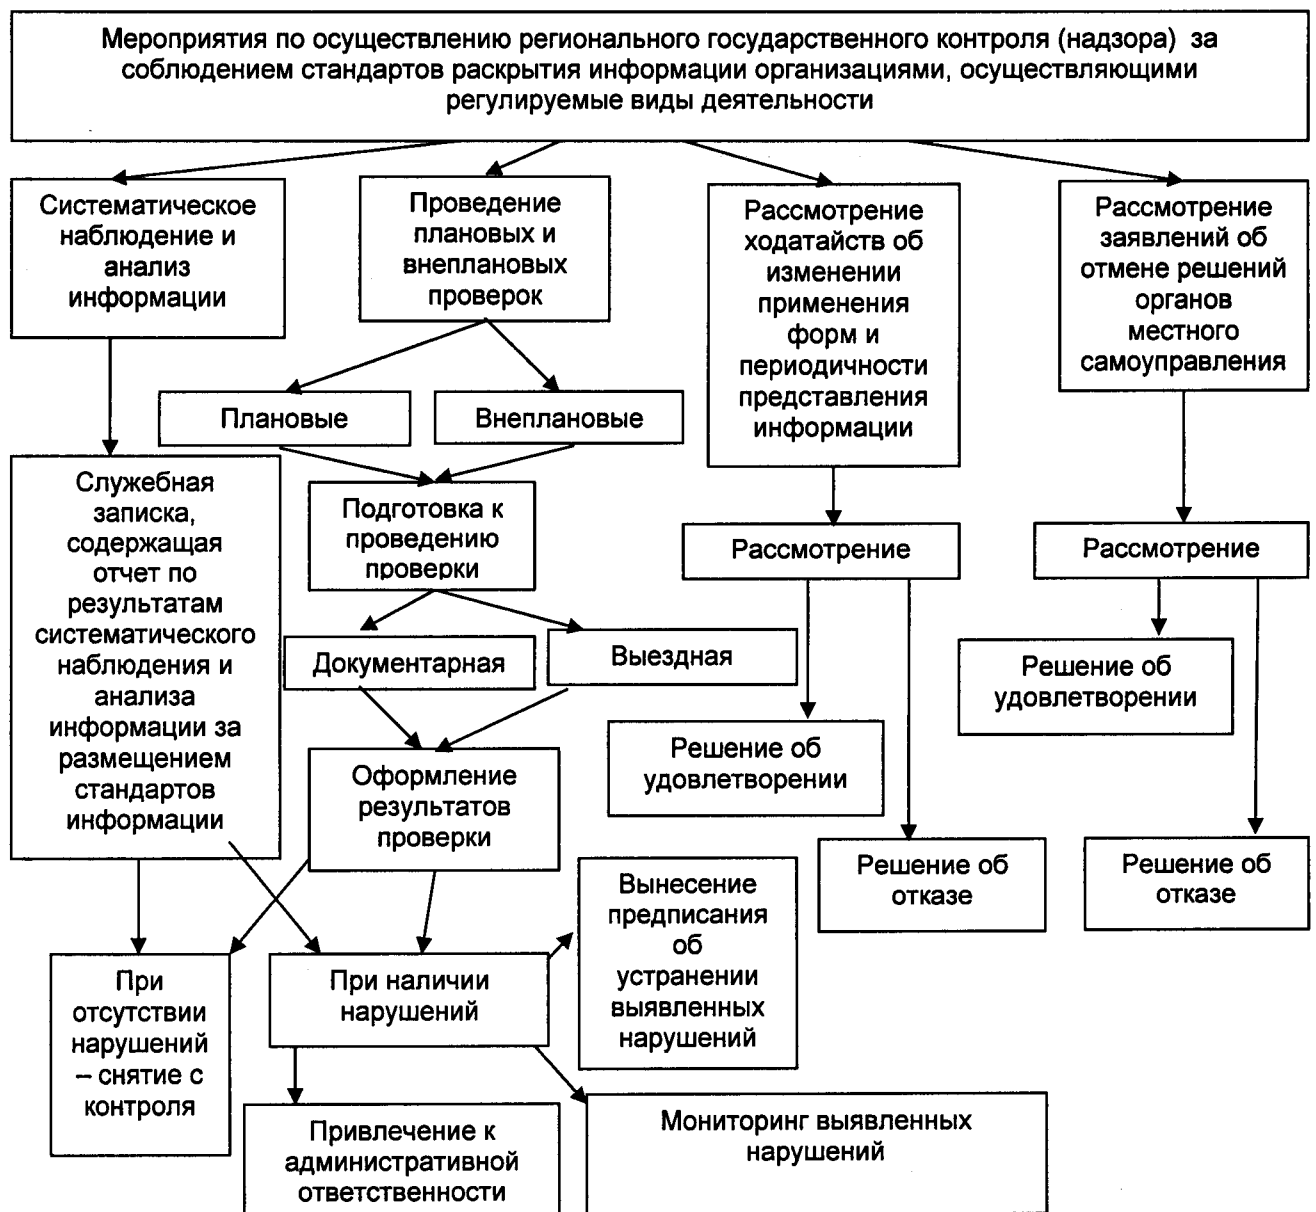 Мероприятия по осуществлению регионального государственного контроля (надзора) за
соблюдением стандартов раскрытия информации организациями, осуществляющими
регулируемые виды деятельности
Систематическое
наблюдение и
анализ
информации
Проведение
плановых и
внеплановых
проверок
Рассмотрение
ходатайств об
изменении
применения
форм и
периодичности
представления
информации
Рассмотрение
заявлений об
отмене решений
органов
местного
самоуправления
Плановые
Внеплановые
Служебная
записка,
содержащая
отчет по
результатам
систематического
наблюдения и
анализа
информации за
размещением
стандартов
информации
Подготовка к
проведению
проверки
Рассмотрение
Рассмотрение
Документарная
Выездная
Решение об
удовлетворении
Решение об
удовлетворении
Оформление
результатов
проверки
Решение об
отказе
Решение об
отказе
Вынесение
предписания
об
устранении
выявленных
нарушений
При
отсутствии
нарушений
– снятие с
контроля
При наличии
нарушений
Привлечение к
административной
ответственности
Мониторинг выявленных
нарушений